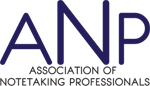 ANP
ASSOCIATION OF
NOTETAKING PROFESSIONALS